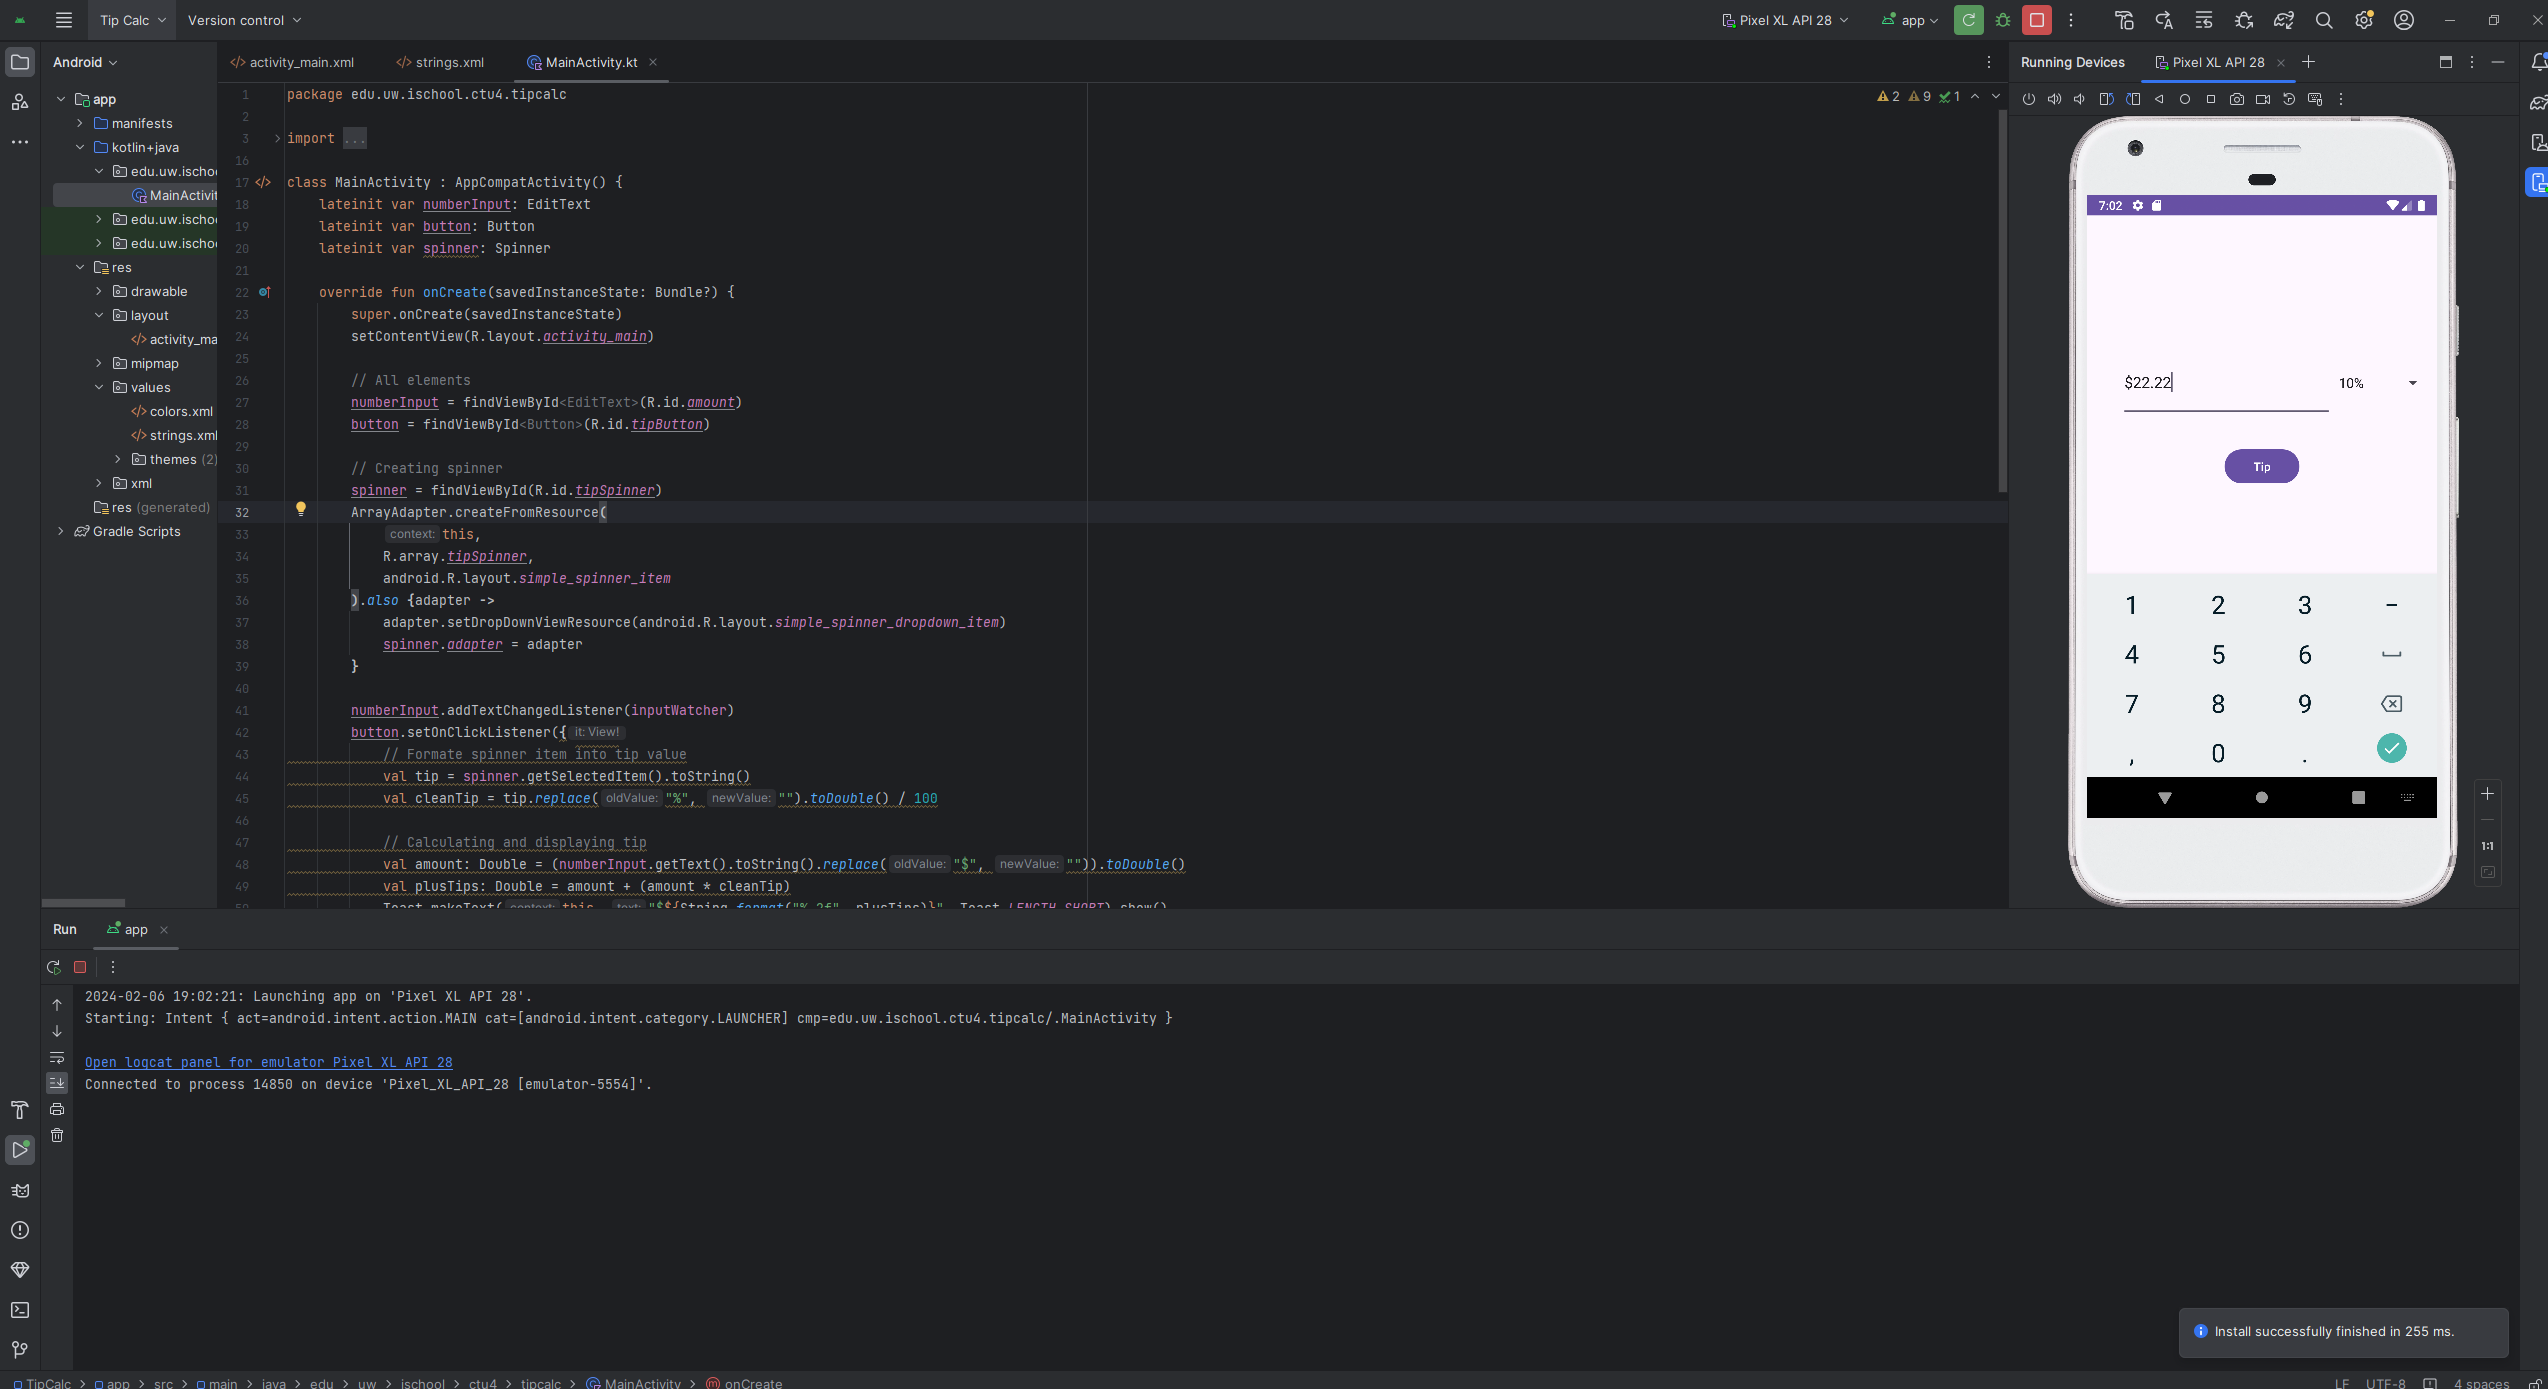 Tip Calc Version control Pixel XL API 28 app
Android
activity_main.xml strings.xml MainActivity.kt
Running Devices Pixel XL API 28
app
manifests
kotlin+java
edu.uw.ischo
MainActivit
edu.uw.ischo
edu.uw.ischo
res
drawable
layout
activity_ma
mipmap
values
colors.xml
strings.xml
themes (2)
xml
res (generated)
Gradle Scripts
2 9 1
1 package edu.uw.ischool.ctu4.tipcalc
2
3 import ...
16
17 class MainActivity : AppCompatActivity() {
18 lateinit var numberInput: EditText
19 lateinit var button: Button
20 lateinit var spinner: Spinner
21
22 override fun onCreate(savedInstanceState: Bundle?) {
23 super.onCreate(savedInstanceState)
24 setContentView(R.layout.activity_main)
25
26 // All elements
27 numberInput = findViewById<EditText>(R.id.amount)
28 button = findViewById<Button>(R.id.tipButton)
29
30 // Creating spinner
31 spinner = findViewById(R.id.tipSpinner)
32 ArrayAdapter.createFromResource(
33 context: this,
34 R.array.tipSpinner,
35 android.R.layout.simple_spinner_item
36 ).also {adapter ->
37 adapter.setDropDownViewResource(android.R.layout.simple_spinner_dropdown_item)
38 spinner.adapter = adapter
39 }
40
41 numberInput.addTextChangedListener(inputWatcher)
42 button.setOnClickListener({ it: View!
43 // Formate spinner item into tip value
44 val tip = spinner.getSelectedItem().toString()
45 val cleanTip = tip.replace( oldValue: "%", newValue: "").toDouble() / 100
46
47 // Calculating and displaying tip
48 val amount: Double = (numberInput.getText().toString().replace( oldValue: "$", newValue: "")).toDouble()
49 val plusTips: Double = amount + (amount * cleanTip)
50 Toast.makeText( context: this, text: "$${String.format("%.2f", plusTips)}", Toast.LENGTH_SHORT).show()
7:02
$22.22 10%
Tip
1 2 3 -
4 5 6
7 8 9
, 0 .
1:1
Run app
2024-02-06 19:02:21: Launching app on 'Pixel XL API 28'.
Starting: Intent { act=android.intent.action.MAIN cat=[android.intent.category.LAUNCHER] cmp=edu.uw.ischool.ctu4.tipcalc/.MainActivity }
Open logcat panel for emulator Pixel XL API 28
Connected to process 14850 on device 'Pixel_XL_API_28 [emulator-5554]'.
Install successfully finished in 255 ms.
TipCalc > app > src > main > java > edu > uw > ischool > ctu4 > tipcalc > MainActivity > onCreate
LF UTF-8 4 spaces